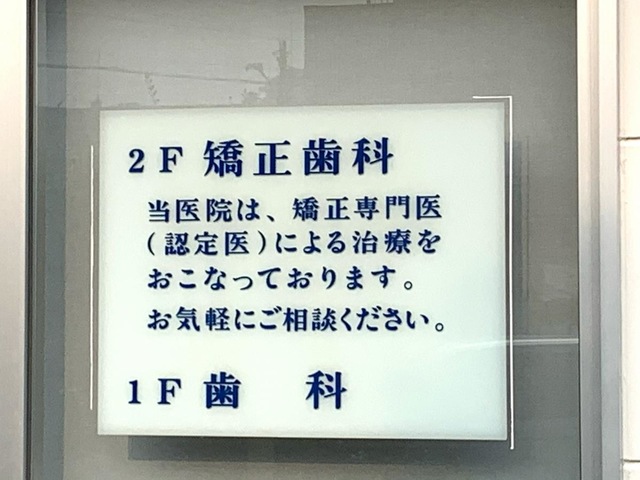 2F 矯正歯科
当医院は、矯正専門医
(認定医)による治療を
おこなっております。
お気軽にご相談ください。
1F 歯 科